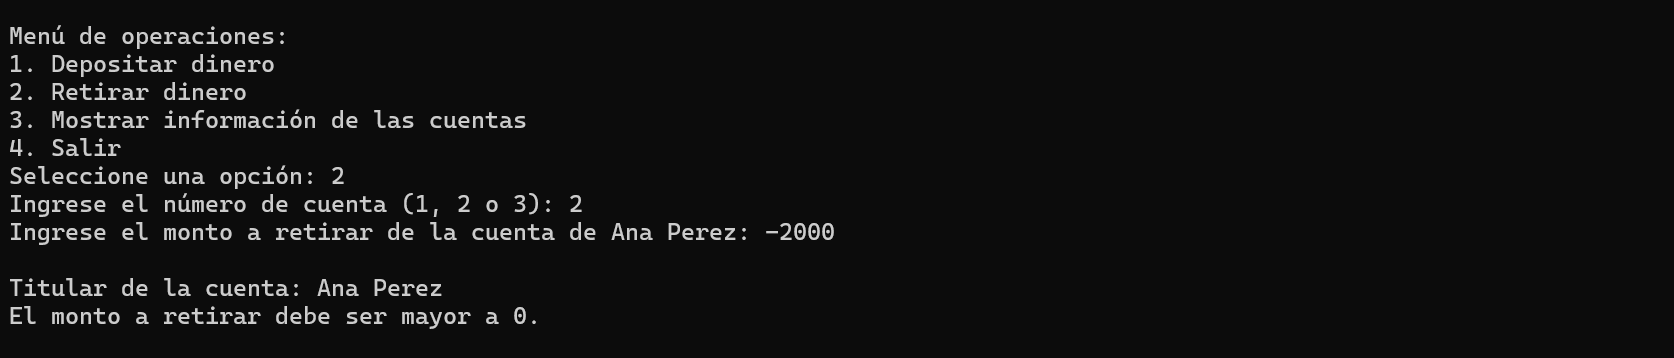 Menú de operaciones:
1. Depositar dinero
2. Retirar dinero
3. Mostrar información de las cuentas
4. Salir
Seleccione una opción: 2
Ingrese el número de cuenta (1, 2 o 3): 2
Ingrese el monto a retirar de la cuenta de Ana Perez: -2000
Titular de la cuenta: Ana Perez
El monto a retirar debe ser mayor a 0.